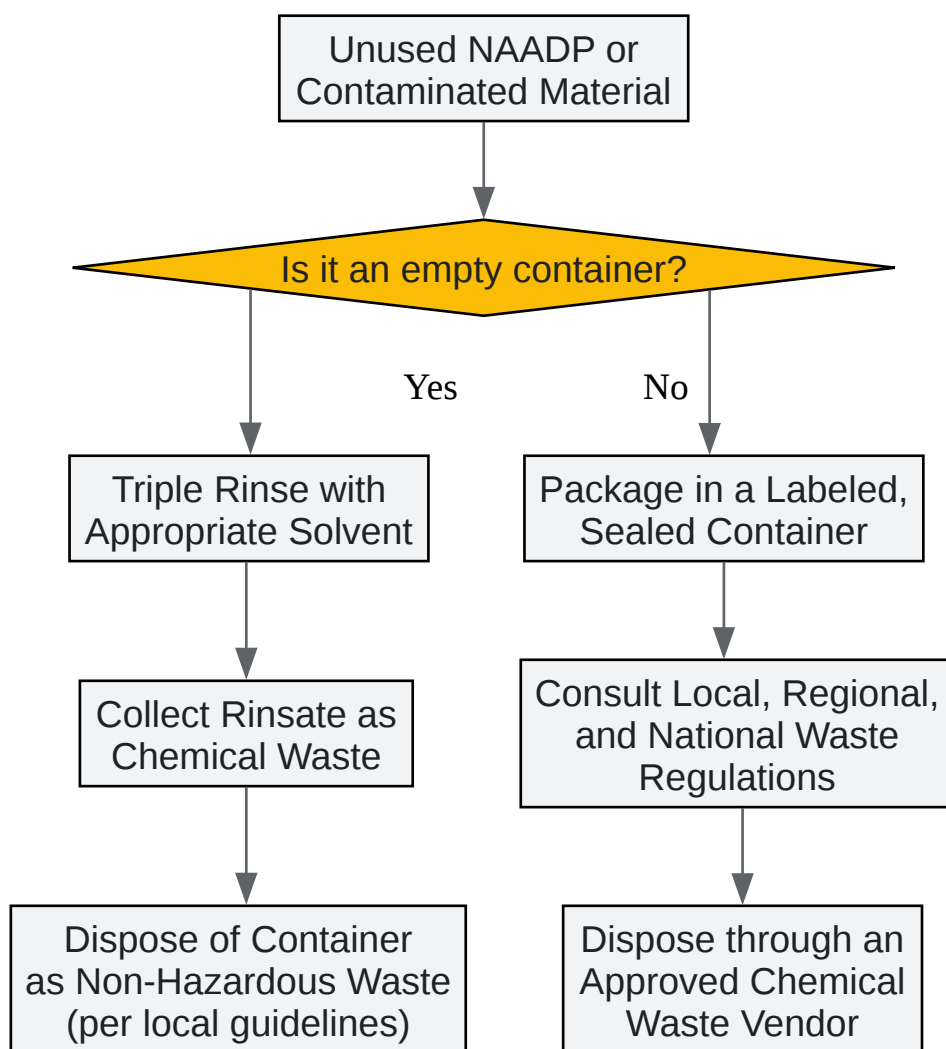 Unused NAADP or
Contaminated Material
Is it an empty container?
Yes
No
Triple Rinse with
Appropriate Solvent
Package in a Labeled,
Sealed Container
Collect Rinsate as
Chemical Waste
Consult Local, Regional,
and National Waste
Regulations
Dispose of Container
as Non-Hazardous Waste
(per local guidelines)
Dispose through an
Approved Chemical
Waste Vendor